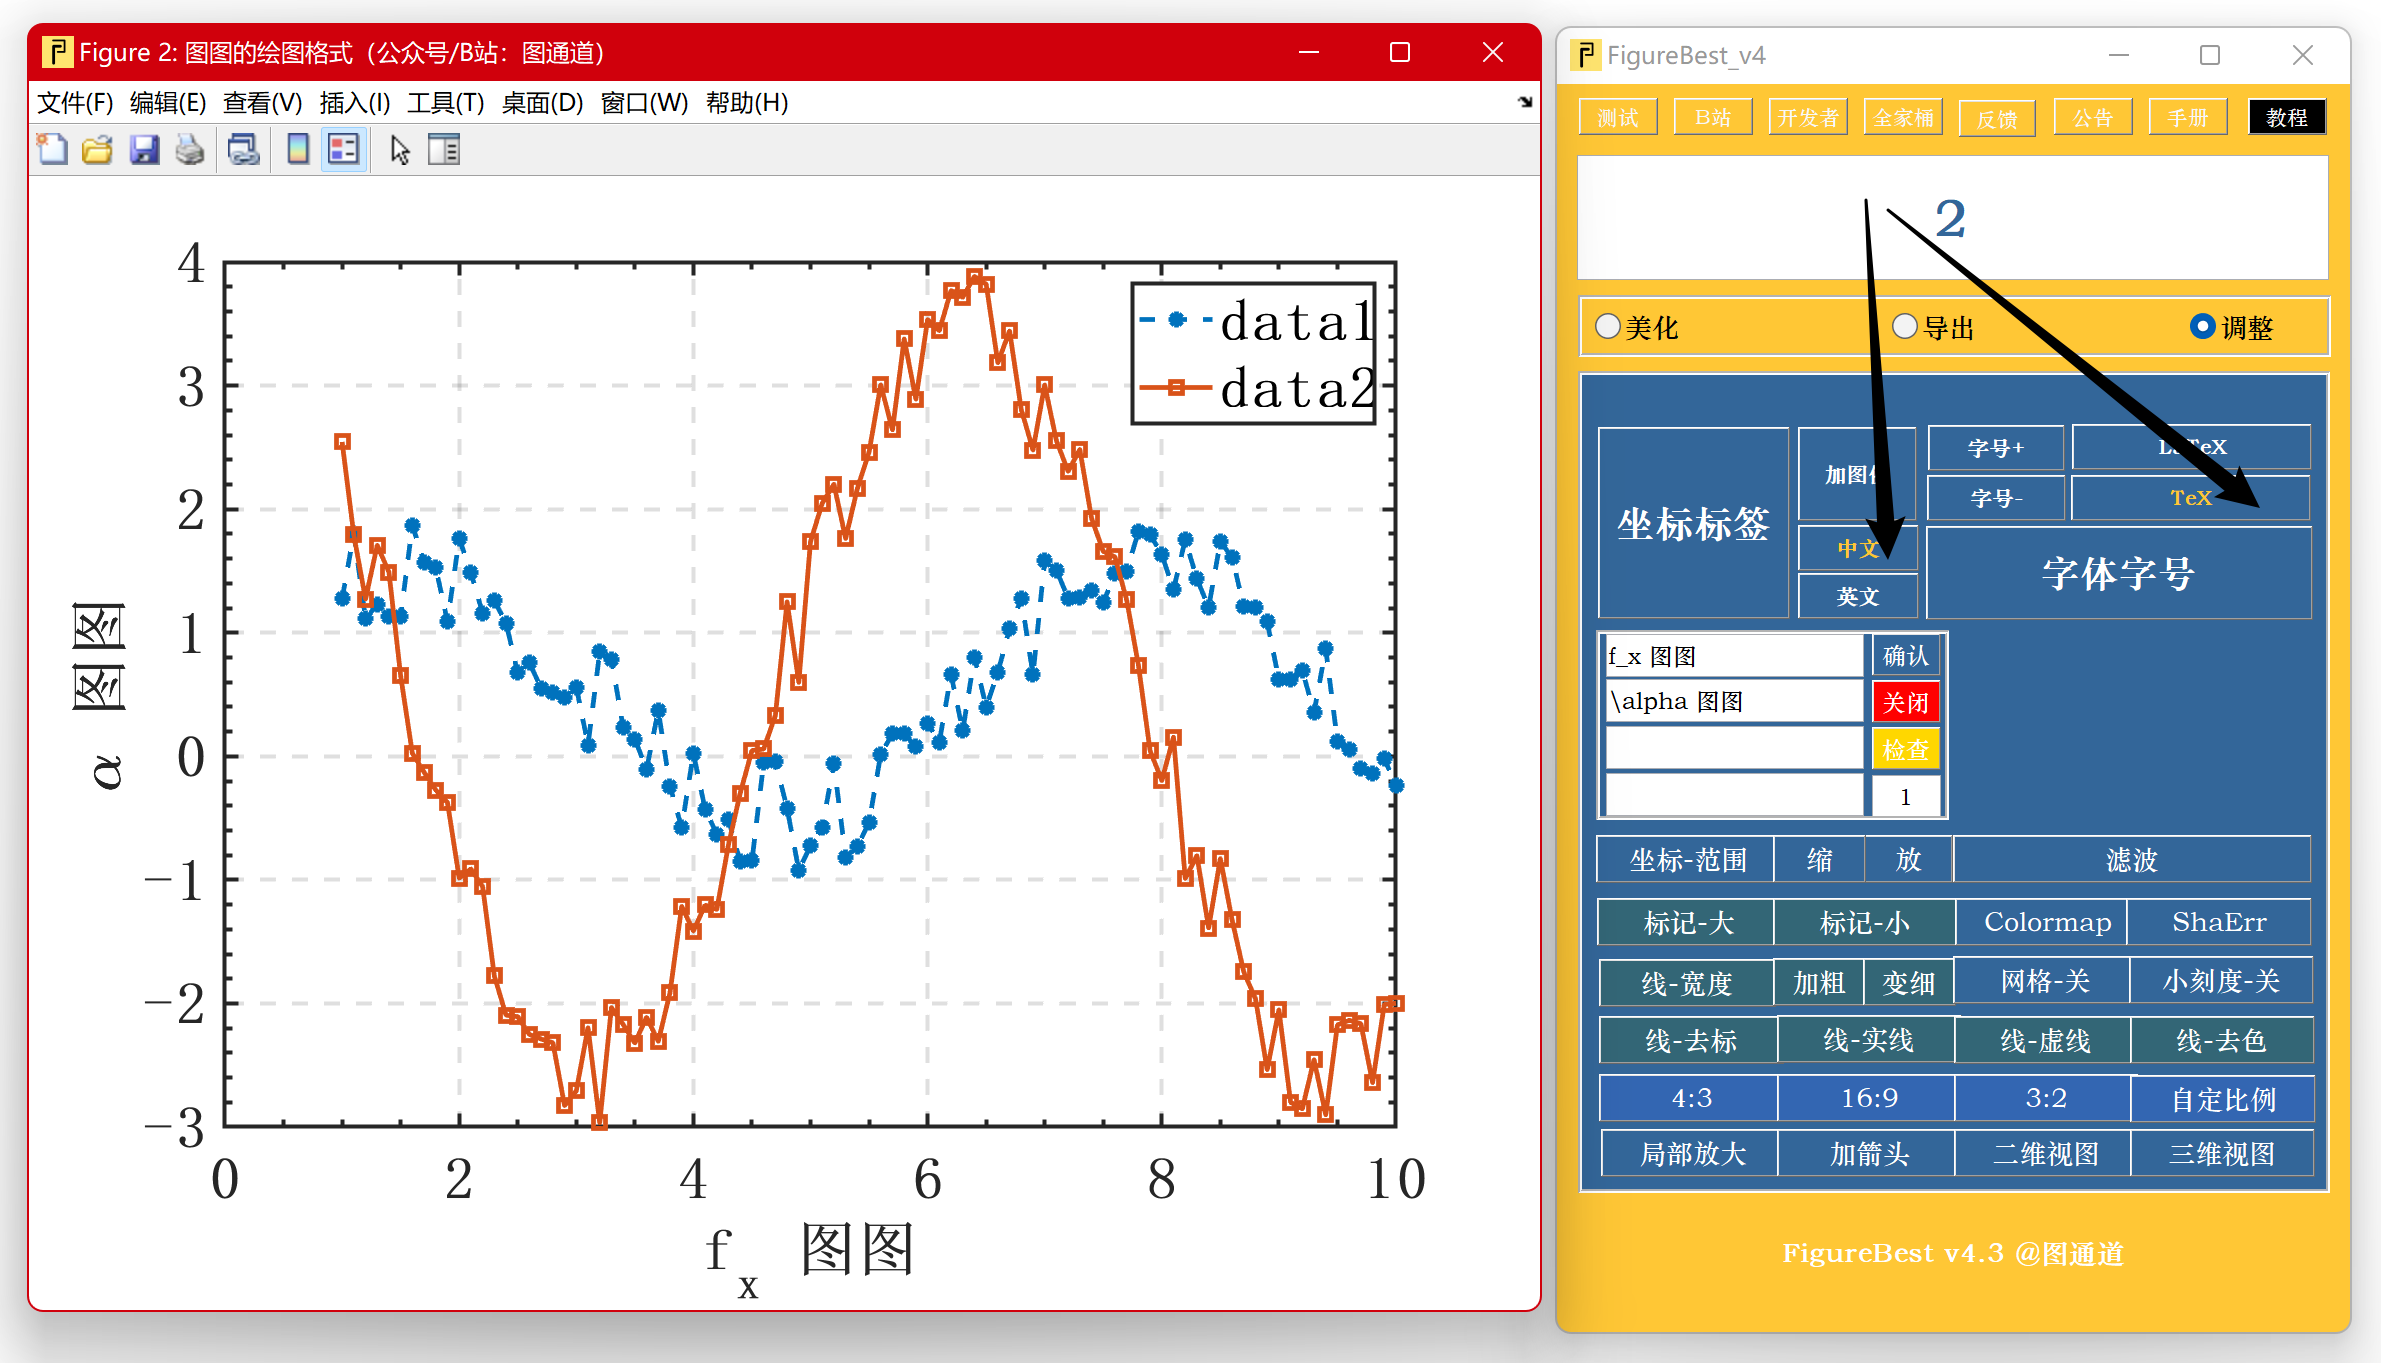 Figure 2: 图图的绘图格式（公众号/B站：图通道）
文件(F) 编辑(E) 查看(V) 插入(I) 工具(T) 桌面(D) 窗口(W) 帮助(H)
4
3
2
1
0
−1
−2
−3
0 2 4 6 8 10
α 图图
f_x 图图
data1
data2
FigureBest_v4
测试 B站 开发者 全家桶 反馈 公告 手册 教程
2
美化 导出 调整
坐标标签
字号+
字号-
TeX
中文
英文
字体字号
f_x 图图 确认
\alpha 图图 关闭
检查
1
坐标-范围 缩 放 滤波
标记-大 标记-小 Colormap ShaErr
线-宽度 加粗 变细 网格-关 小刻度-关
线-去标 线-实线 线-虚线 线-去色
4:3 16:9 3:2 自定比例
局部放大 加箭头 二维视图 三维视图
FigureBest v4.3 @图通道